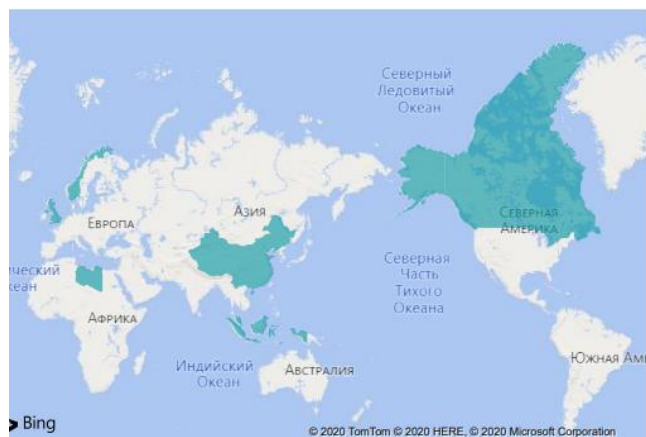 Северный
Ледовитый
Океан
Европа
Азия
Северная
Америка
Северная
Часть
Тихого
Океана
Африка
Индийский
Океан
Австралия
Южная
Bing
© 2020 TomTom © 2020 HERE, © 2020 Microsoft Corporation